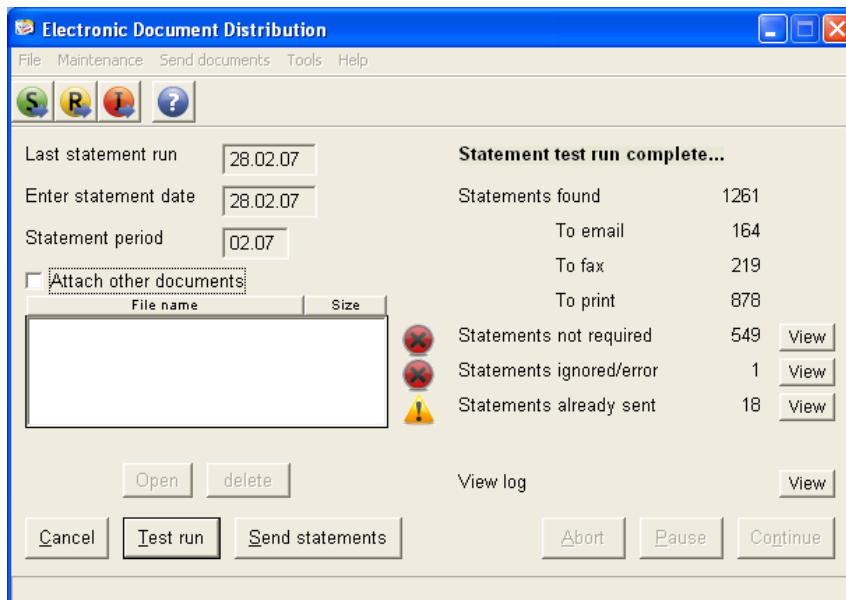 Electronic Document Distribution
File Maintenance Send documents Tools Help
S R I ?
Last statement run 28.02.07
Enter statement date 28.02.07
Statement period 02.07
Attach other documents
File name Size
Open delete
Cancel Test run Send statements
Statement test run complete...
Statements found 1261
To email 164
To fax 219
To print 878
Statements not required 549 View
Statements ignored/error 1 View
Statements already sent 18 View
View log View
Abort Pause Continue